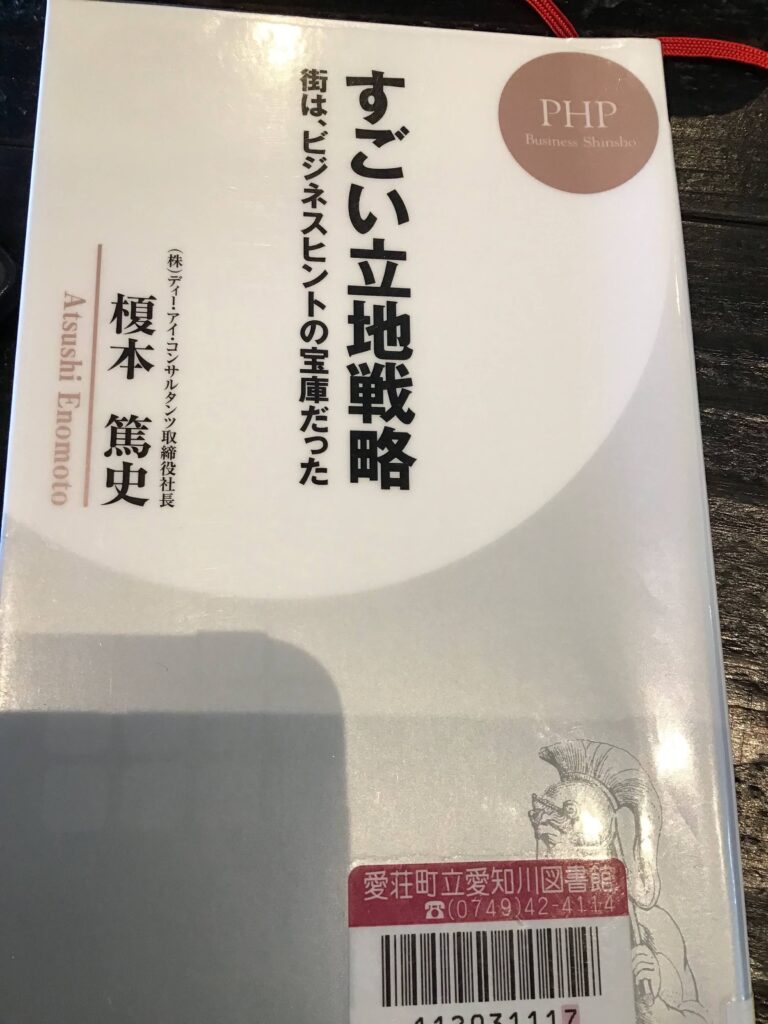 PHP
Business Shinsho
すごい立地戦略
街は、ビジネスヒントの宝庫だった
(株)ディー・アイ・コンサルタンツ取締役社長
榎本 篤史
Atsushi Enomoto
愛荘町立愛知川図書館
☎(0749)42-4114
112031117